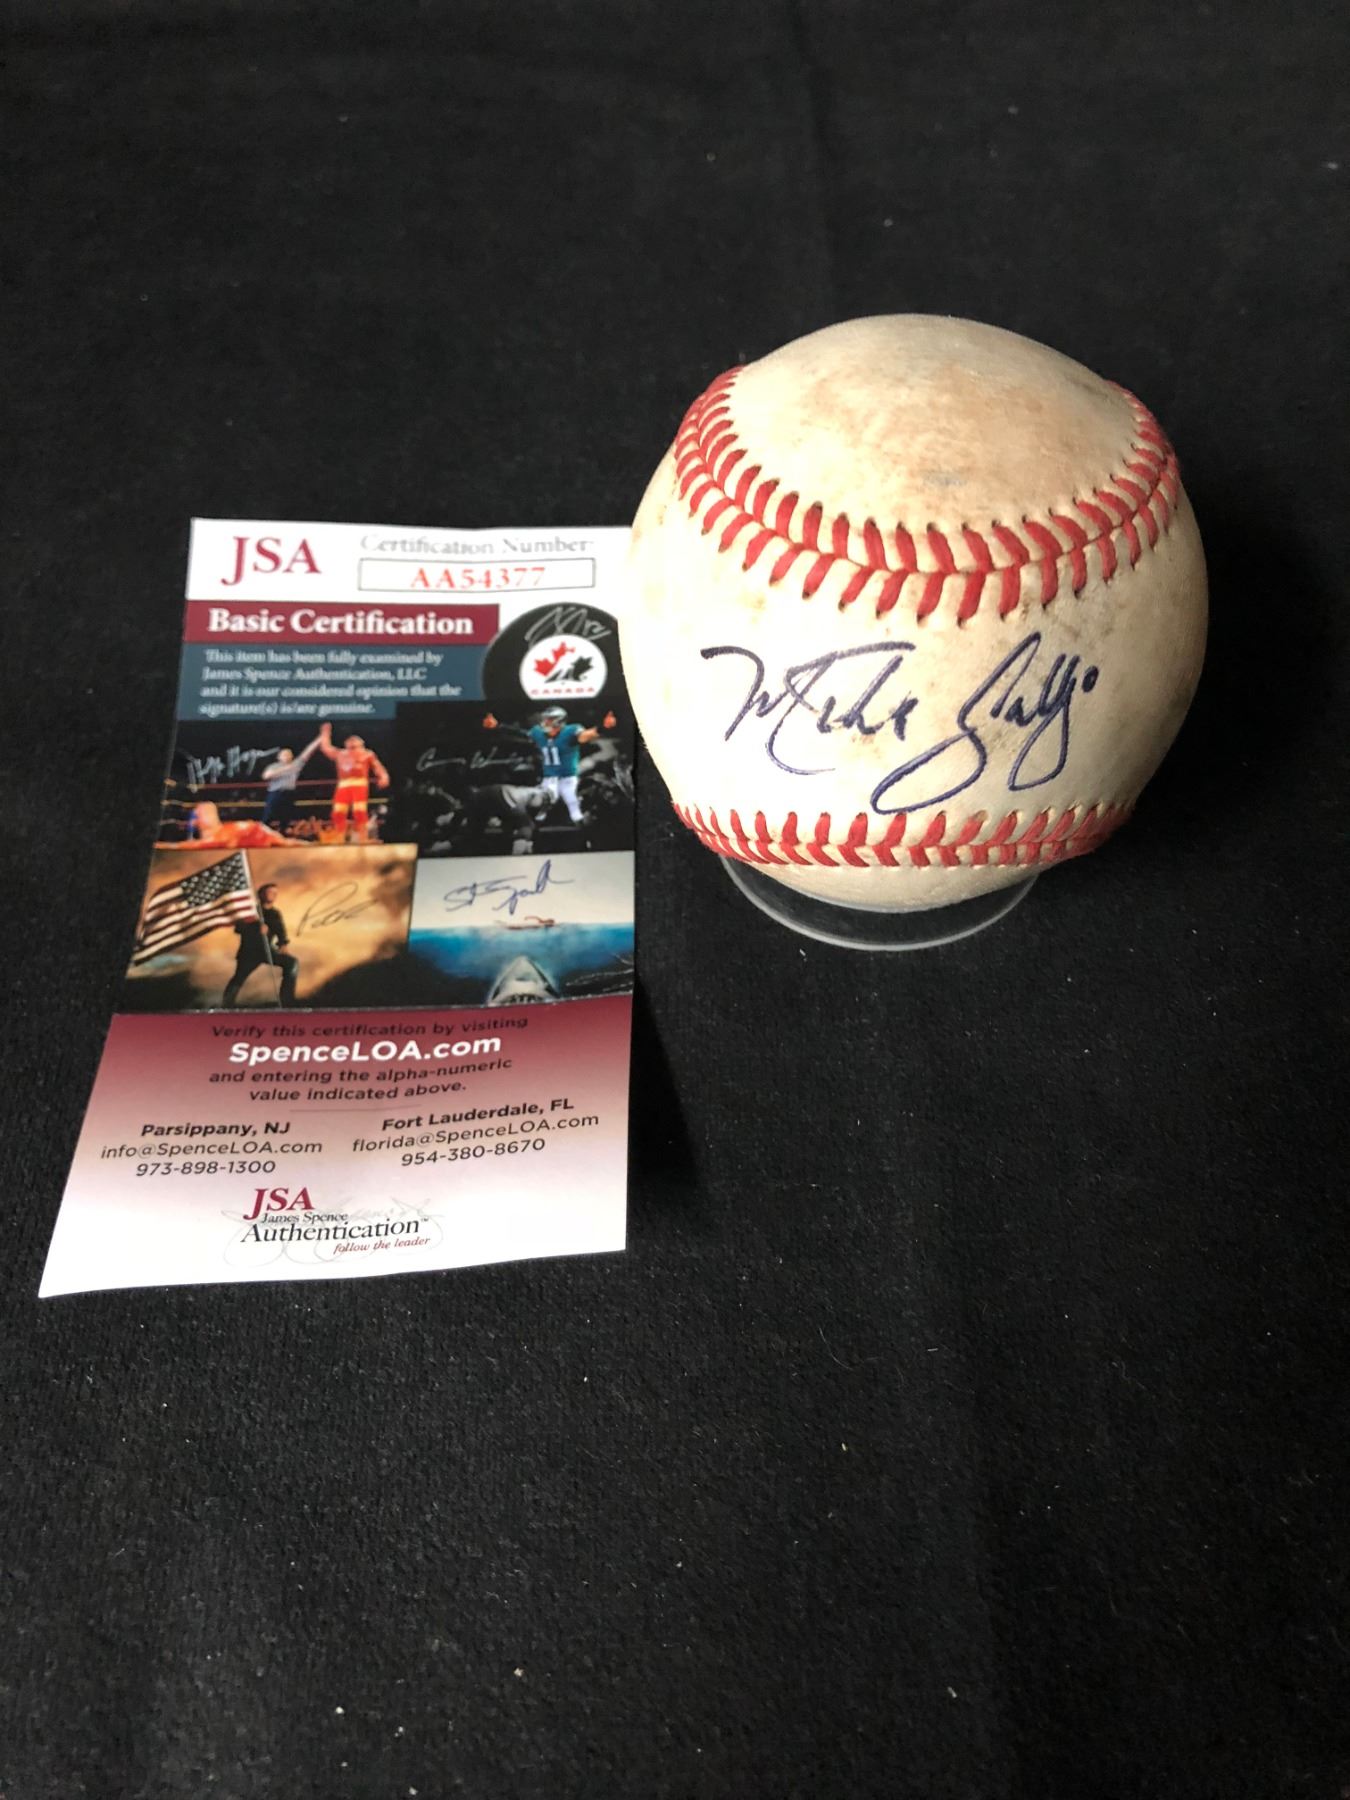 JSA
Certification Number:
AA54377
Basic Certification
This item has been fully examined by
James Spence Authentication, LLC
and it is our considered opinion that the
signature(s) is/are genuine.
CANADA
11
Verify this certification by visiting
SpenceLOA.com
and entering the alpha-numeric
value indicated above.
Parsippany, NJ
info@SpenceLOA.com
973-898-1300
Fort Lauderdale, FL
florida@SpenceLOA.com
954-380-8670
JSA
James Spence
Authentication™
follow the leader
Mike Gallego